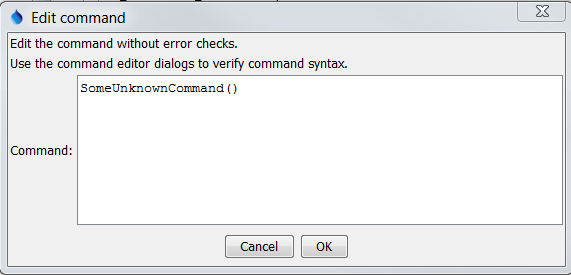 Edit command
Edit the command without error checks.
Use the command editor dialogs to verify command syntax.
SomeUnknownCommand()
Command:
Cancel
OK